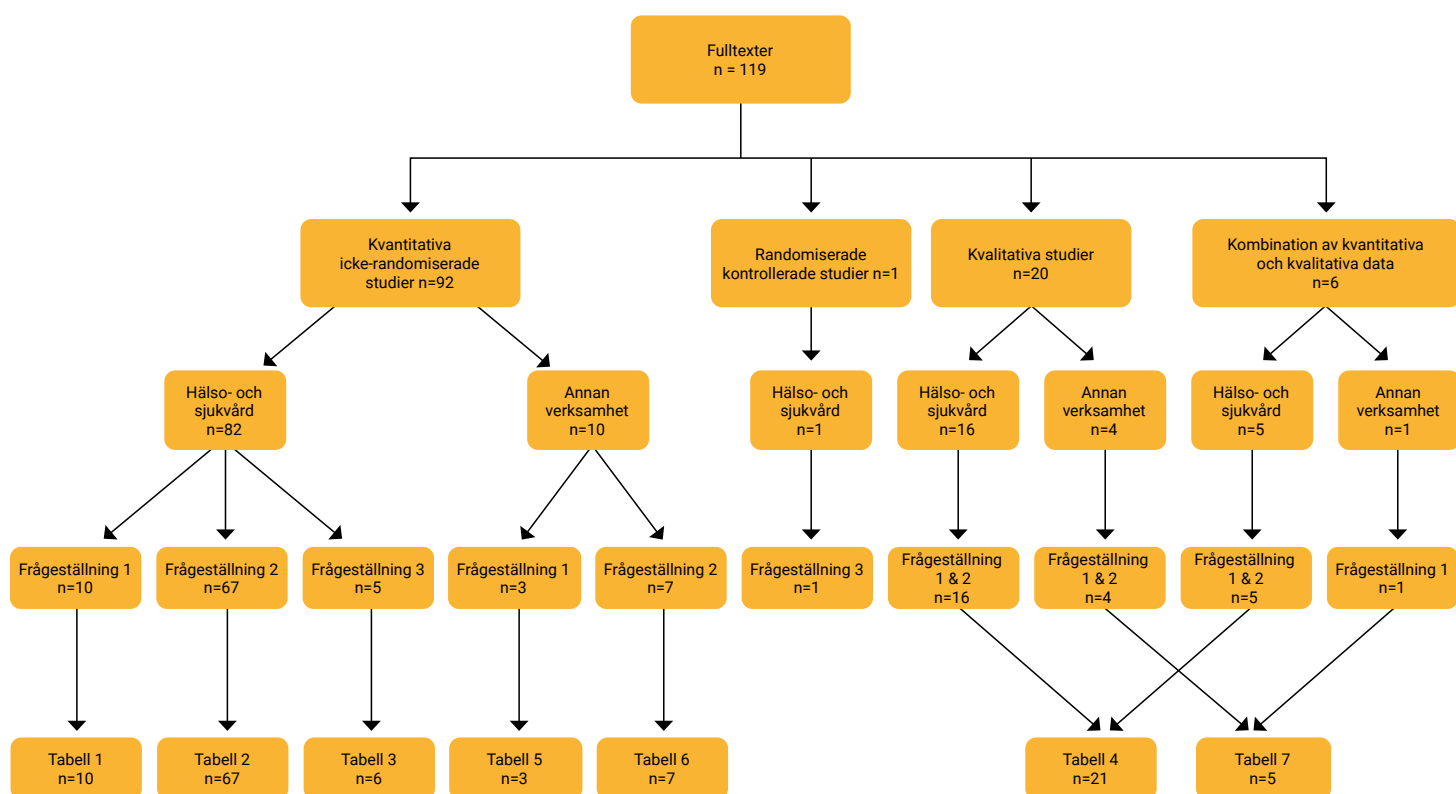 Fulltexter
n = 119
Kvantitativa
icke-randomiserade
studier n=92
Randomiserade
kontrollerade studier n=1
Kvalitativa studier
n=20
Kombination av kvantitativa
och kvalitativa data
n=6
Hälso- och
sjukvård
n=82
Annan
verksamhet
n=10
Hälso- och
sjukvård
n=1
Hälso- och
sjukvård
n=16
Annan
verksamhet
n=4
Hälso- och
sjukvård
n=5
Annan
verksamhet
n=1
Frågeställning 1
n=10
Frågeställning 2
n=67
Frågeställning 3
n=5
Frågeställning 1
n=3
Frågeställning 2
n=7
Frågeställning 3
n=1
Frågeställning
1 & 2
n=16
Frågeställning
1 & 2
n=4
Frågeställning
1 & 2
n=5
Frågeställning 1
n=1
Tabell 1
n=10
Tabell 2
n=67
Tabell 3
n=6
Tabell 5
n=3
Tabell 6
n=7
Tabell 4
n=21
Tabell 7
n=5